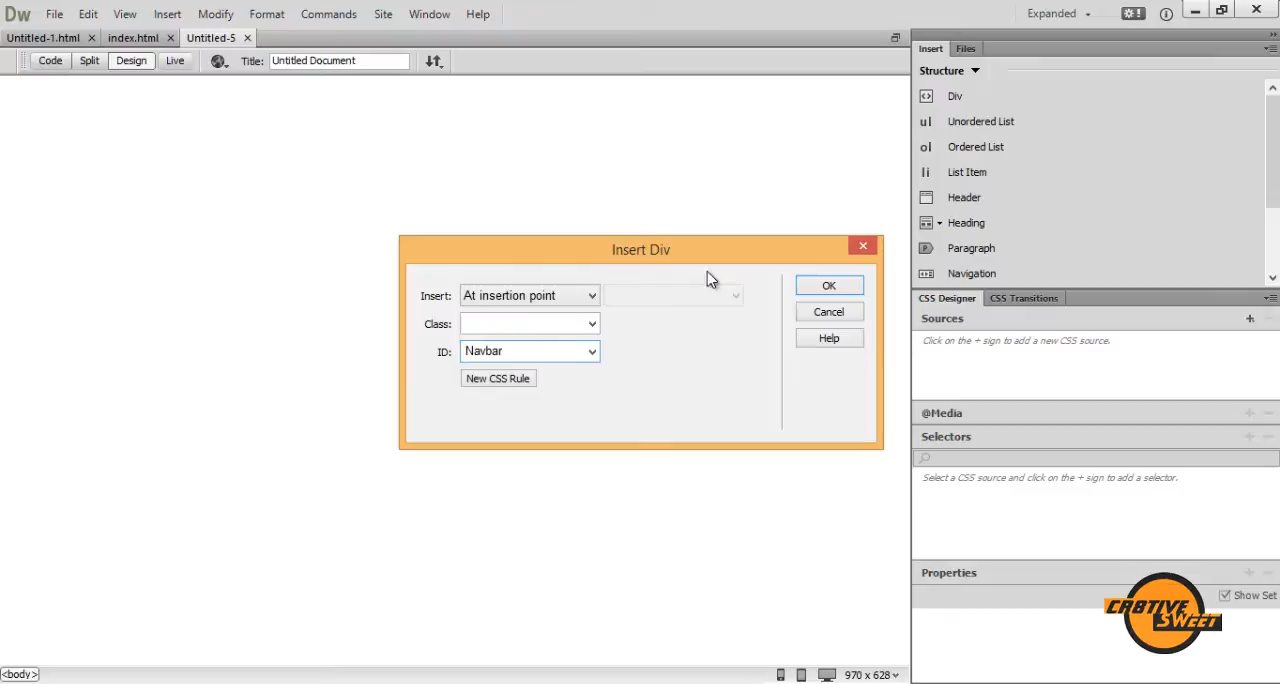 Dw File Edit View Insert Modify Format Commands Site Window Help Expanded
Untitled-1.html × index.html × Untitled-5 ×
Code Split Design Live Title: Untitled Document
Insert Files
Structure
Div
ul Unordered List
ol Ordered List
li List Item
Header
Heading
P Paragraph
Navigation
Insert Div
Insert: At insertion point
Class:
ID: Navbar
New CSS Rule
OK
Cancel
Help
CSS Designer CSS Transitions
Sources
Click on the + sign to add a new CSS source.
@Media
Selectors
Select a CSS source and click on the + sign to add a selector.
Properties
Show Set
CR8TIVE
SWEET
<body> 970 x 628